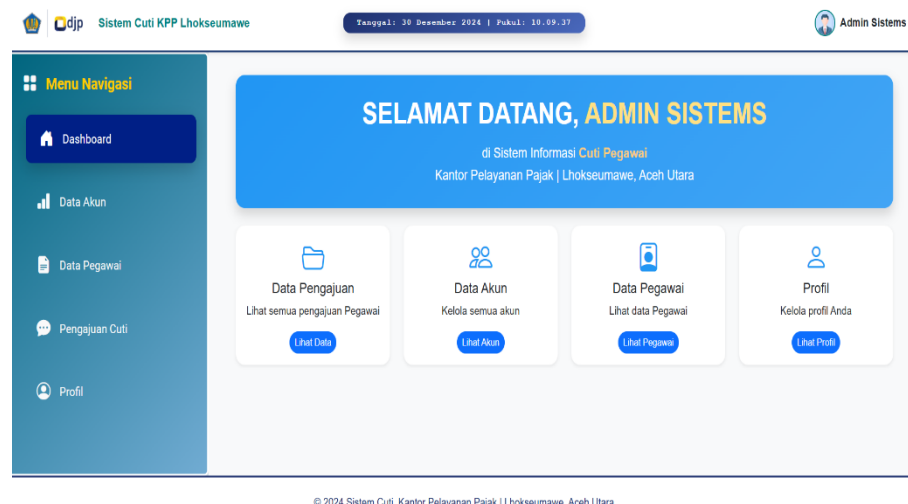 djp Sistem Cuti KPP Lhokseumawe
Tanggal: 30 Desember 2024 | Pukul: 10.09.37
Admin Sistems
Menu Navigasi
Dashboard
Data Akun
Data Pegawai
Pengajuan Cuti
Profil
SELAMAT DATANG, ADMIN SISTEMS
di Sistem Informasi Cuti Pegawai
Kantor Pelayanan Pajak | Lhokseumawe, Aceh Utara
Data Pengajuan
Lihat semua pengajuan Pegawai
Lihat Data
Data Akun
Kelola semua akun
Lihat Akun
Data Pegawai
Lihat data Pegawai
Lihat Pegawai
Profil
Kelola profil Anda
Lihat Profil
© 2024 Sistem Cuti. Kantor Pelayanan Pajak | Lhokseumawe, Aceh Utara